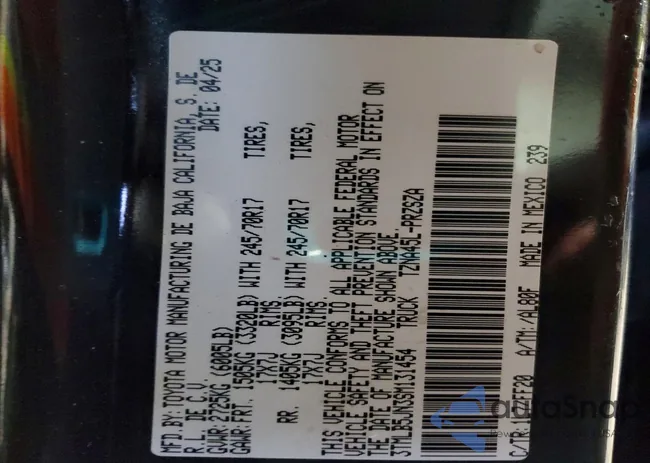 MFD.BY:TOYOTA MOTOR MANUFACTURING DE BAJA CALIFORNIA, S. DE
R.L. DE C.V. DATE: 04/25
GVWR: 2725KG (6005LB)
GAWR:FRT. 1505KG (3320LB) WITH 245/70R17 TIRES,
17X7J RIMS.
RR. 1405KG (3095LB) WITH 245/70R17 TIRES,
17X7J RIMS.
THIS VEHICLE CONFORMS TO ALL APPLICABLE FEDERAL MOTOR
VEHICLE SAFETY AND THEFT PREVENTION STANDARDS IN EFFECT ON
THE DATE OF MANUFACTURE SHOWN ABOVE.
3TMLB5JN3SM131454 TRUCK TZNA45L-PRZSZA
C/TR: FF20 A/TM: /AL80F MADE IN MEXICO 239
autoSnap